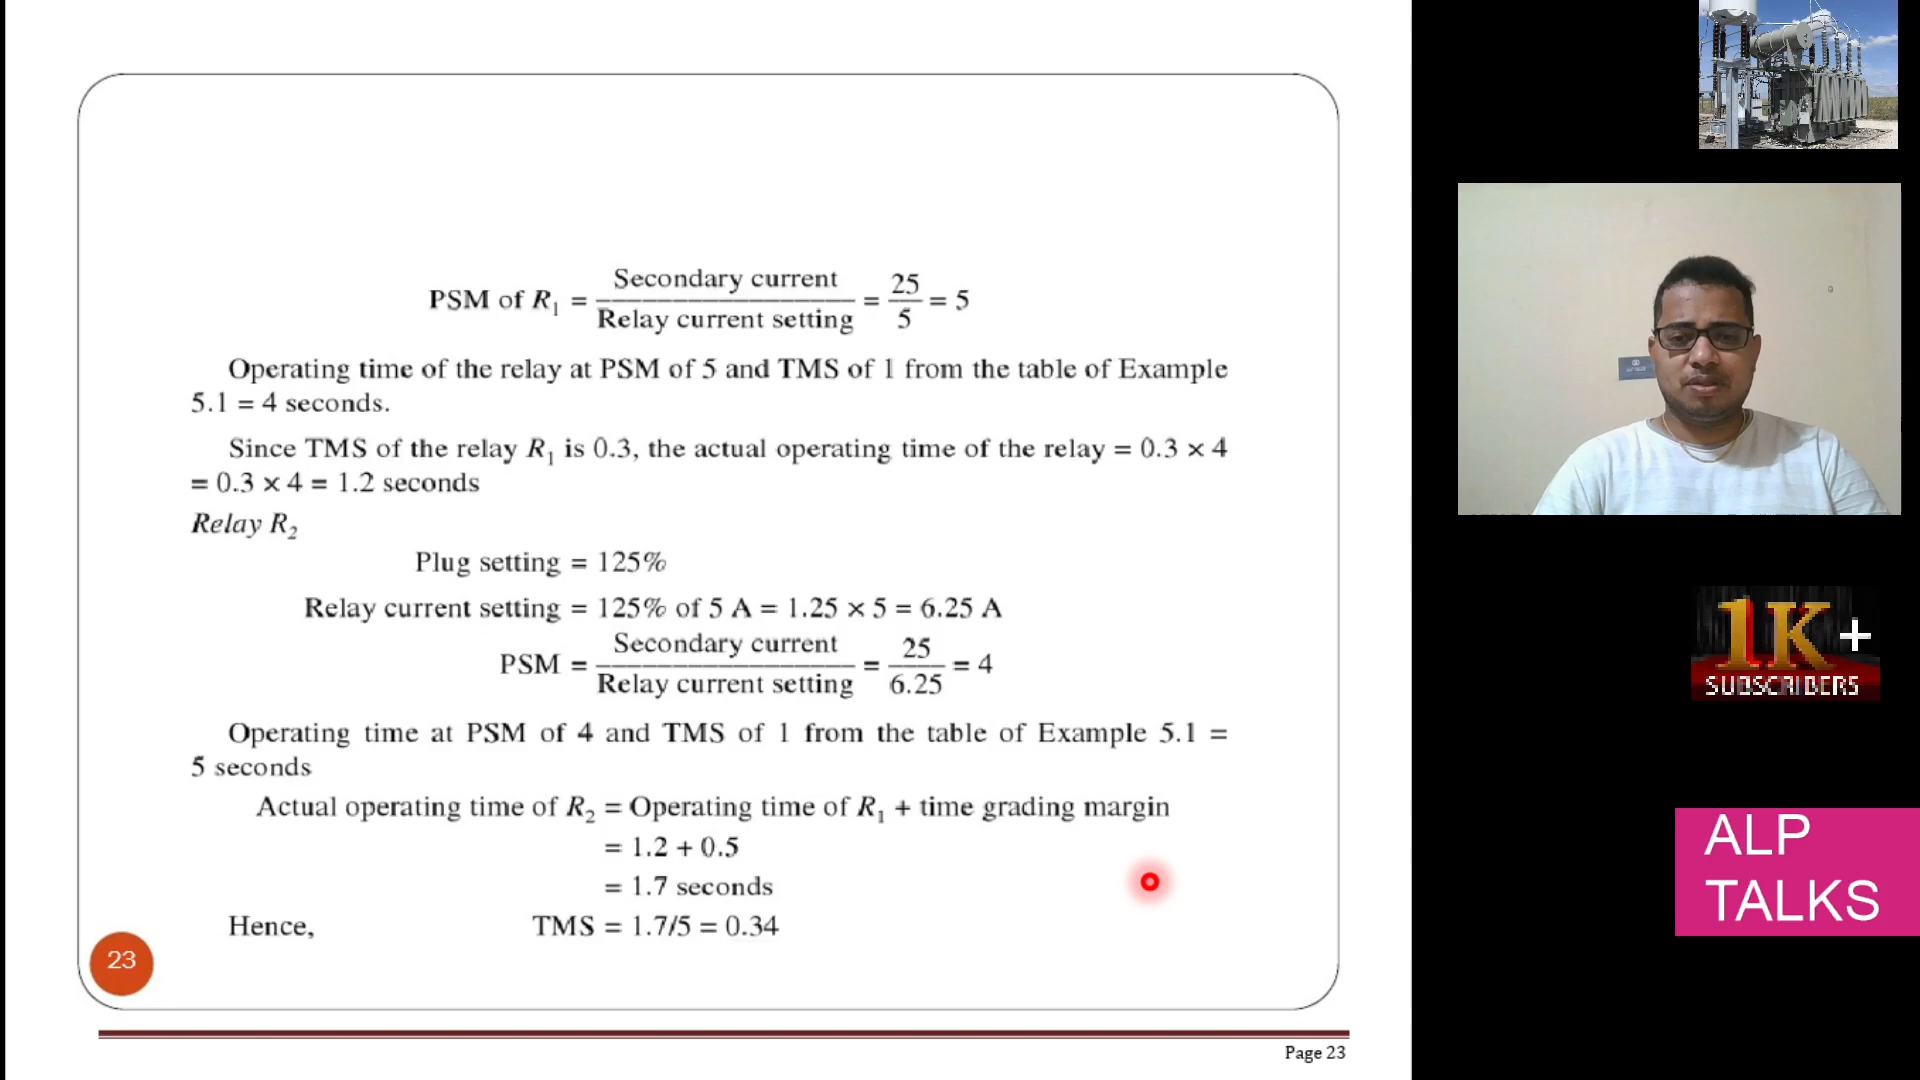 PSM of R₁ = Secondary current / Relay current setting = 25/5 = 5
Operating time of the relay at PSM of 5 and TMS of 1 from the table of Example
5.1 = 4 seconds.
Since TMS of the relay R₁ is 0.3, the actual operating time of the relay = 0.3 × 4
= 0.3 × 4 = 1.2 seconds
Relay R₂
Plug setting = 125%
Relay current setting = 125% of 5 A = 1.25 × 5 = 6.25 A
PSM = Secondary current / Relay current setting = 25/6.25 = 4
Operating time at PSM of 4 and TMS of 1 from the table of Example 5.1 =
5 seconds
Actual operating time of R₂ = Operating time of R₁ + time grading margin
= 1.2 + 0.5
= 1.7 seconds
Hence, TMS = 1.7/5 = 0.34
23
Page 23
1K+
SUBSCRIBERS
ALP
TALKS